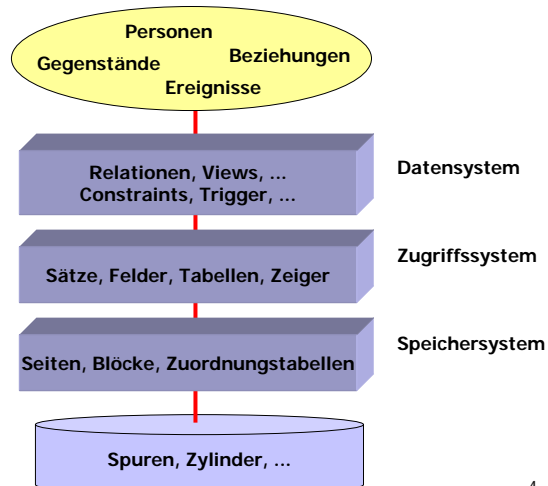 Personen
Gegenstände
Beziehungen
Ereignisse
Relationen, Views, ...
Constraints, Trigger, ...
Datensystem
Sätze, Felder, Tabellen, Zeiger
Zugriffssystem
Seiten, Blöcke, Zuordnungstabellen
Speichersystem
Spuren, Zylinder, ...